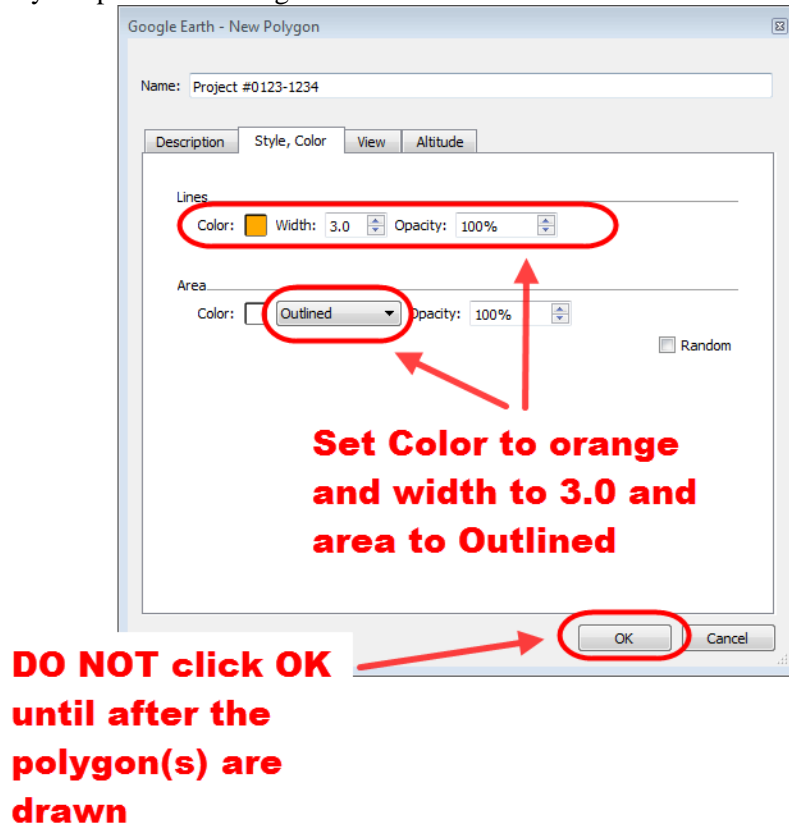 Google Earth - New Polygon
Name: Project #0123-1234
Description Style, Color View Altitude
Lines
Color: Width: 3.0 Opacity: 100%
Area
Color: Outlined Opacity: 100%
Random
Set Color to orange
and width to 3.0 and
area to Outlined
OK Cancel
DO NOT click OK
until after the
polygon(s) are
drawn